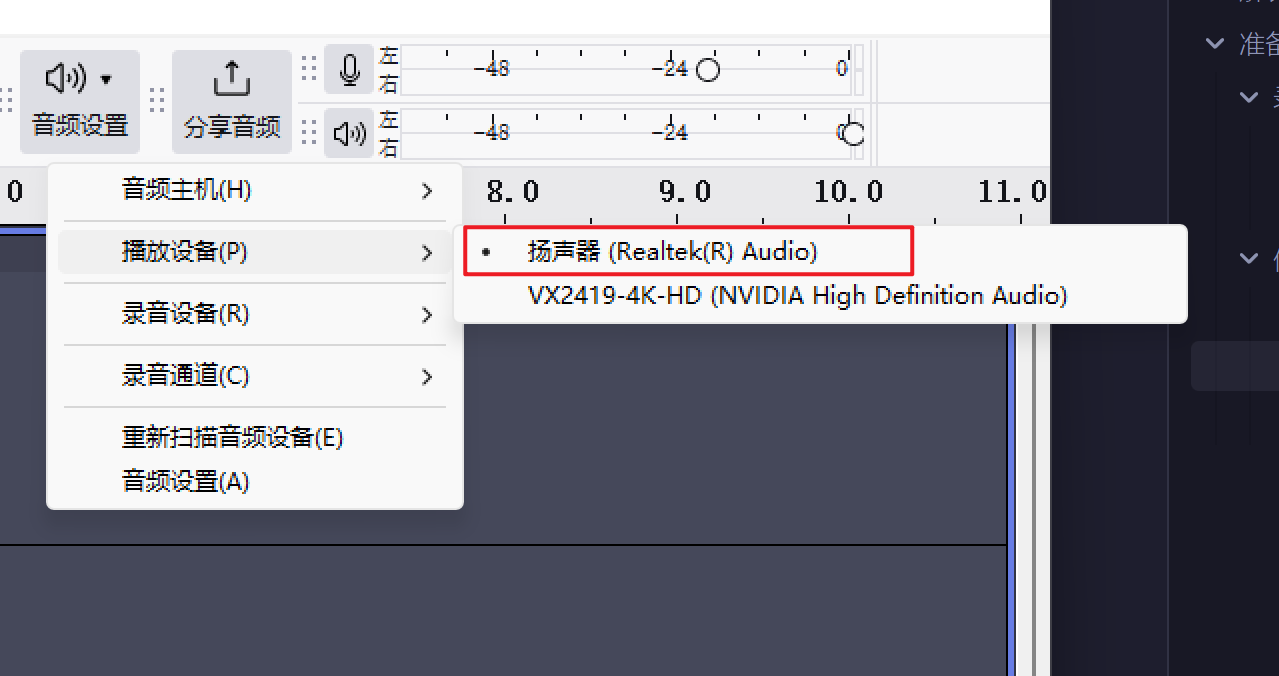 准备
左 -48 -24 0
右
音频设置
分享音频
左 -48 -24 0
右
0 8.0 9.0 10.0 11.0
音频主机(H)
播放设备(P)
扬声器 (Realtek(R) Audio)
VX2419-4K-HD (NVIDIA High Definition Audio)
录音设备(R)
录音通道(C)
重新扫描音频设备(E)
音频设置(A)